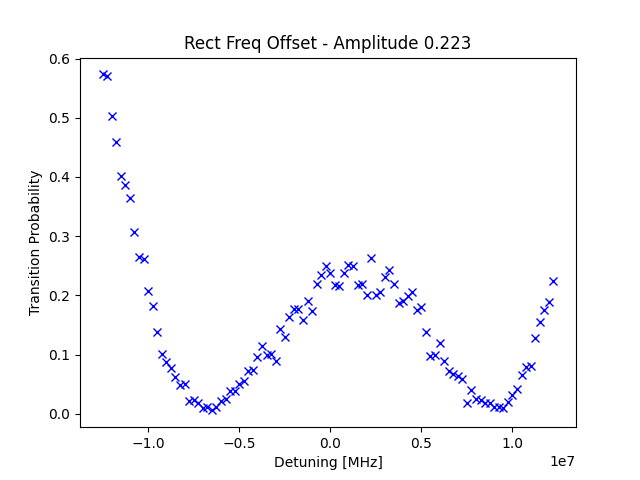 Rect Freq Offset - Amplitude 0.223
Transition Probability
0.6
0.5
0.4
0.3
0.2
0.1
0.0
−1.0 −0.5 0.0 0.5 1.0
1e7
Detuning [MHz]